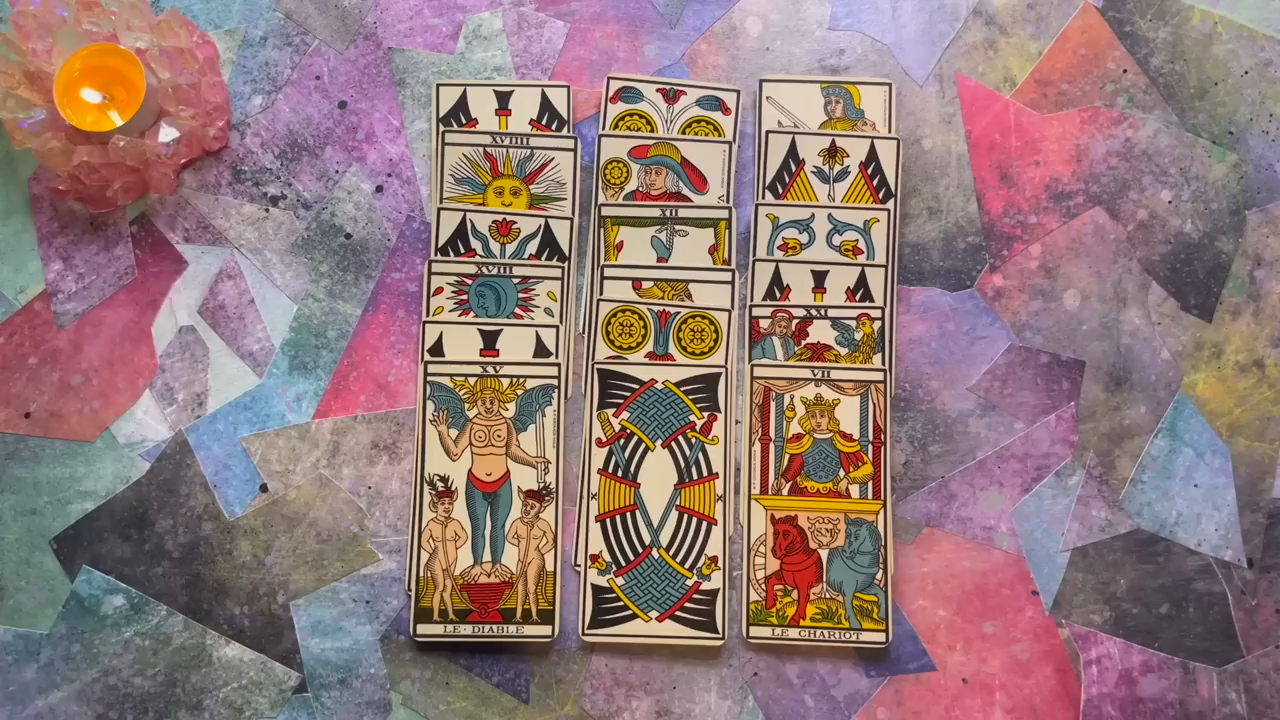 XVIIII
XVIII
XV
LE · DIABLE
V
XII
X
X
XXI
VII
S.M
LE CHARIOT